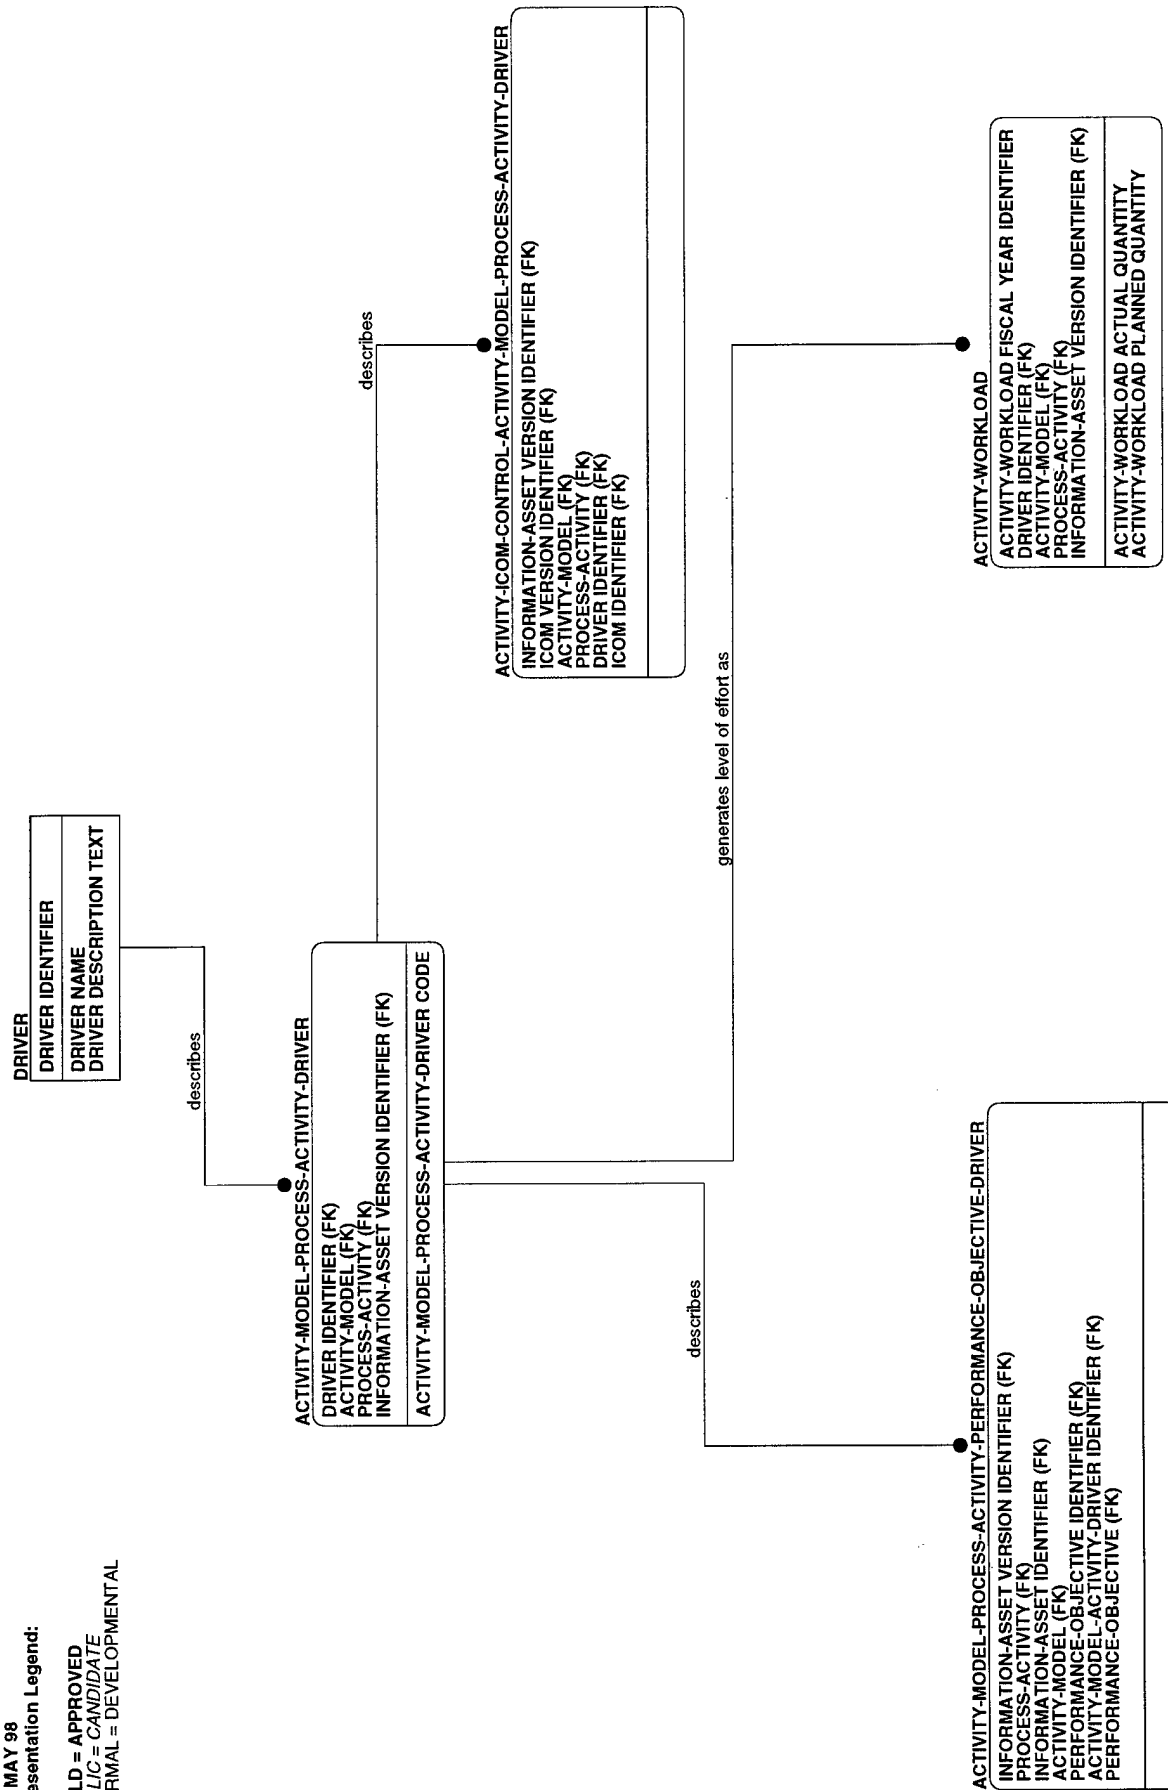 MAY 98
esentation Legend:
LD = APPROVED
LIC = CANDIDATE
RMAL = DEVELOPMENTAL
DRIVER
DRIVER IDENTIFIER
DRIVER NAME
DRIVER DESCRIPTION TEXT
describes
ACTIVITY-MODEL-PROCESS-ACTIVITY-DRIVER
DRIVER IDENTIFIER (FK)
ACTIVITY-MODEL (FK)
PROCESS-ACTIVITY (FK)
INFORMATION-ASSET VERSION IDENTIFIER (FK)
ACTIVITY-MODEL-PROCESS-ACTIVITY-DRIVER CODE
describes
ACTIVITY-ICOM-CONTROL-ACTIVITY-MODEL-PROCESS-ACTIVITY-DRIVER
INFORMATION-ASSET VERSION IDENTIFIER (FK)
ICOM VERSION IDENTIFIER (FK)
ACTIVITY-MODEL (FK)
PROCESS-ACTIVITY (FK)
DRIVER IDENTIFIER (FK)
ICOM IDENTIFIER (FK)
describes
generates level of effort as
ACTIVITY-MODEL-PROCESS-ACTIVITY-PERFORMANCE-OBJECTIVE-DRIVER
INFORMATION-ASSET VERSION IDENTIFIER (FK)
PROCESS-ACTIVITY (FK)
INFORMATION-ASSET IDENTIFIER (FK)
ACTIVITY-MODEL (FK)
PERFORMANCE-OBJECTIVE IDENTIFIER (FK)
ACTIVITY-MODEL-ACTIVITY-DRIVER IDENTIFIER (FK)
PERFORMANCE-OBJECTIVE (FK)
ACTIVITY-WORKLOAD
ACTIVITY-WORKLOAD FISCAL YEAR IDENTIFIER
DRIVER IDENTIFIER (FK)
ACTIVITY-MODEL (FK)
PROCESS-ACTIVITY (FK)
INFORMATION-ASSET VERSION IDENTIFIER (FK)
ACTIVITY-WORKLOAD ACTUAL QUANTITY
ACTIVITY-WORKLOAD PLANNED QUANTITY